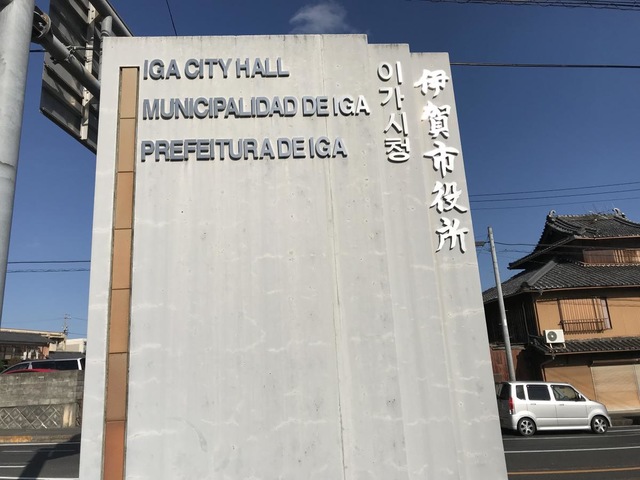 IGA CITY HALL
MUNICIPALIDAD DE IGA
PREFEITURA DE IGA
이가시청
伊賀市役所